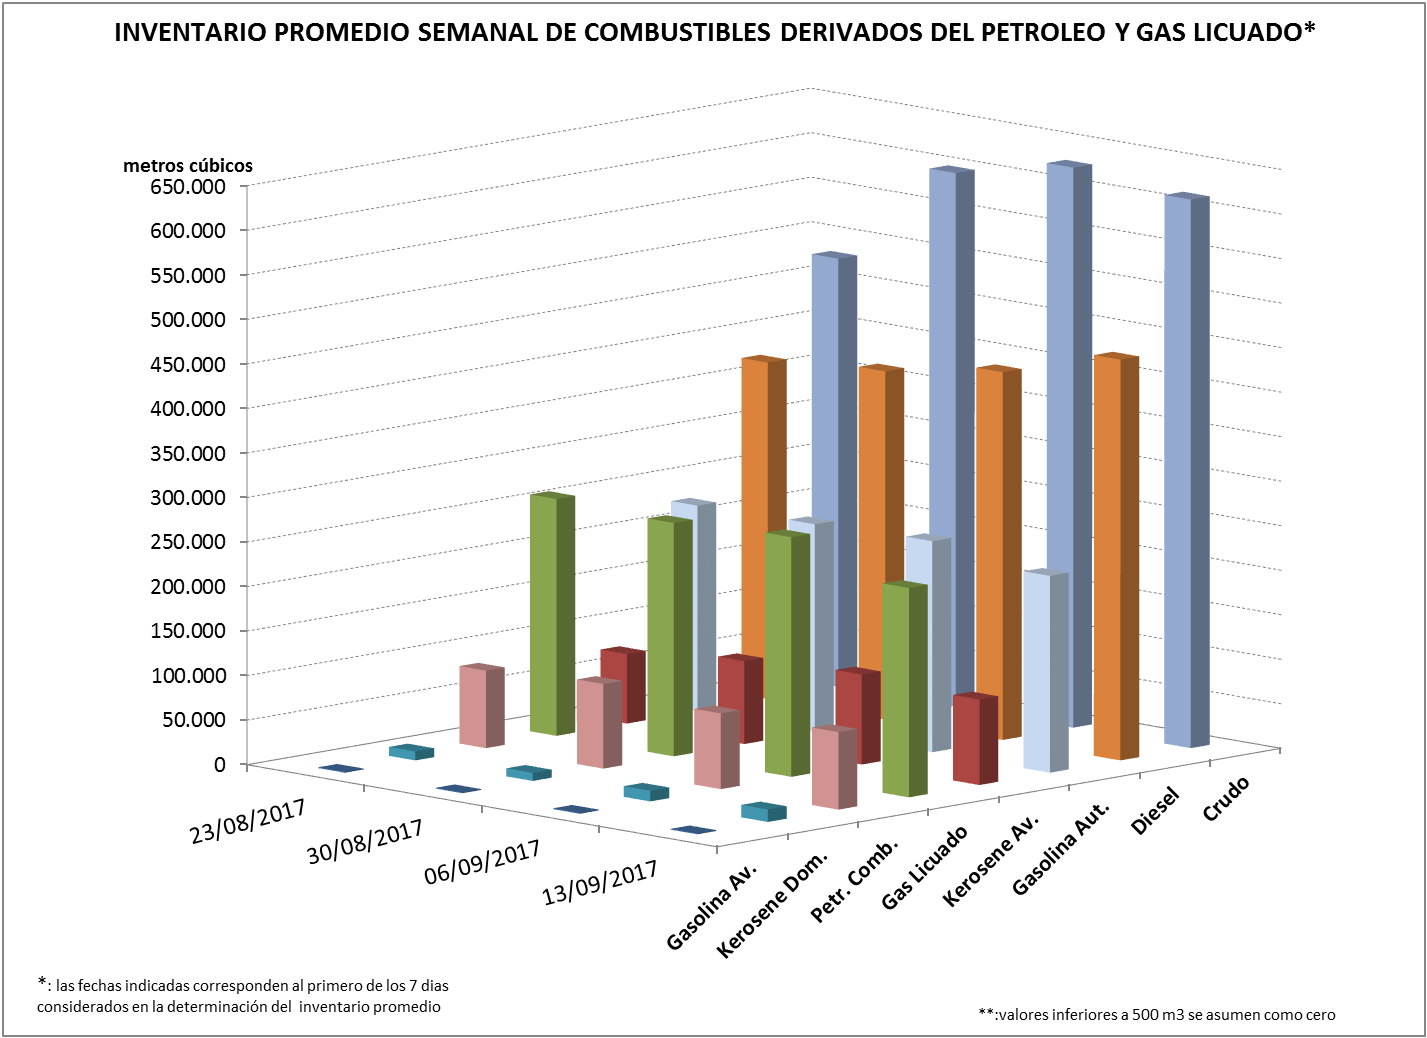 INVENTARIO PROMEDIO SEMANAL DE COMBUSTIBLES DERIVADOS DEL PETROLEO Y GAS LICUADO*
metros cúbicos
650.000
600.000
550.000
500.000
450.000
400.000
350.000
300.000
250.000
200.000
150.000
100.000
50.000
0
23/08/2017
30/08/2017
06/09/2017
13/09/2017
Gasolina Av.
Kerosene Dom.
Petr. Comb.
Gas Licuado
Kerosene Av.
Gasolina Aut.
Diesel
Crudo
*: las fechas indicadas corresponden al primero de los 7 dias
considerados en la determinación del inventario promedio
**:valores inferiores a 500 m3 se asumen como cero